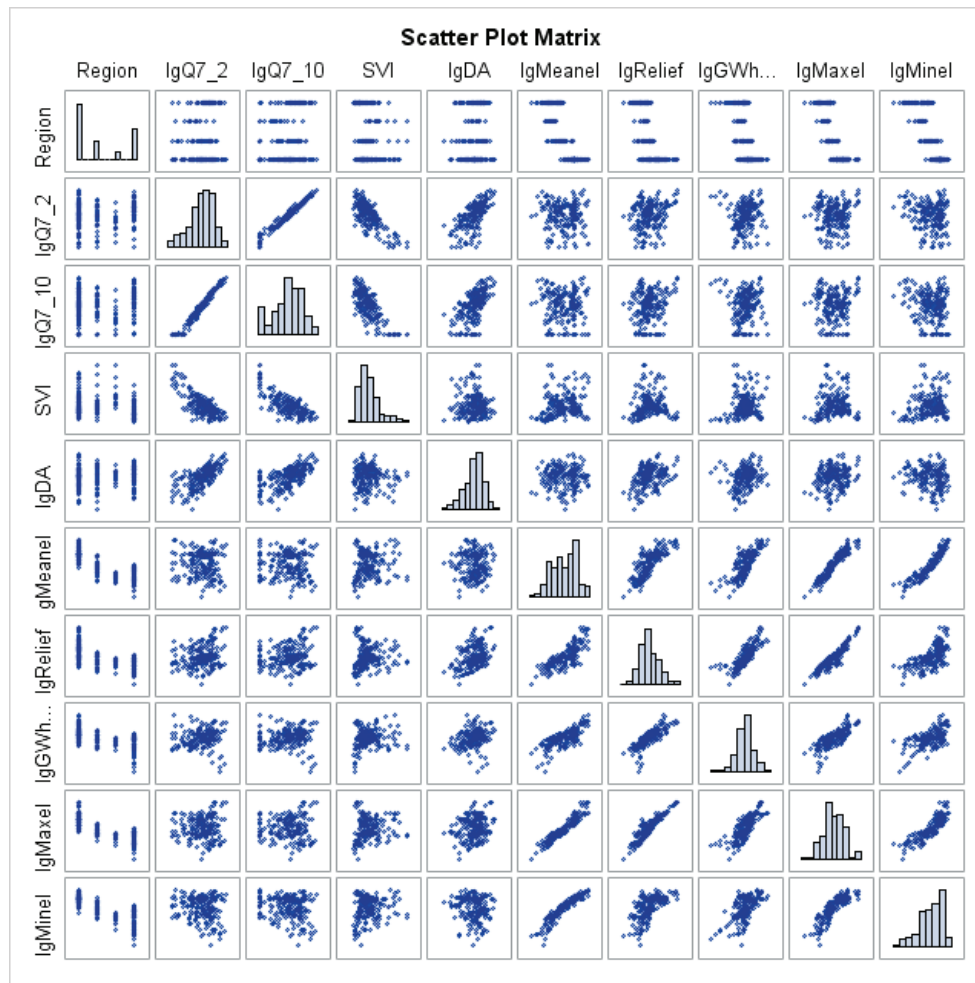 Scatter Plot Matrix
Region lgQ7_2 lgQ7_10 SVI lgDA lgMeanel lgRelief lgGWh... lgMaxel lgMinel
Region
lgQ7_2
lgQ7_10
SVI
lgDA
gMeanel
lgRelief
lgGWh...
lgMaxel
lgMinel